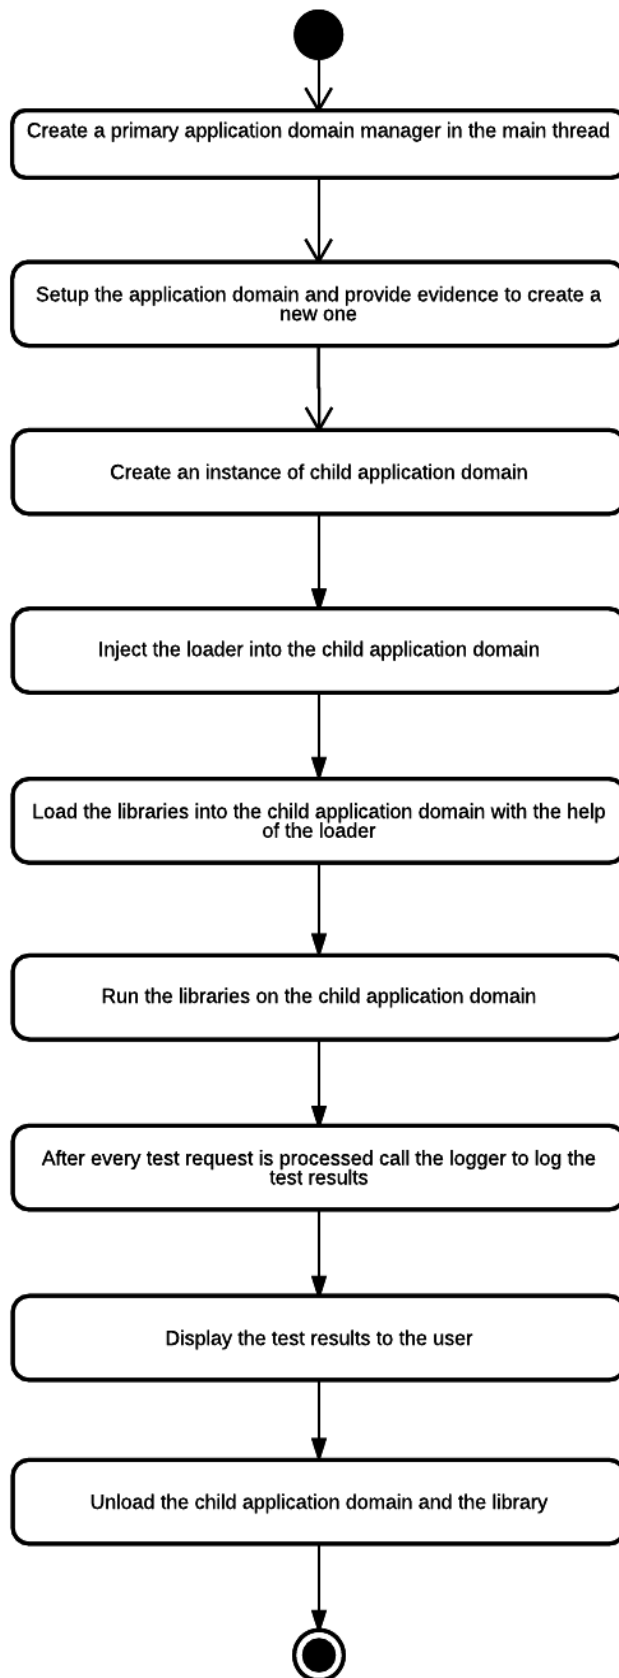 Create a primary application domain manager in the main thread
Setup the application domain and provide evidence to create a
new one
Create an instance of child application domain
Inject the loader into the child application domain
Load the libraries into the child application domain with the help
of the loader
Run the libraries on the child application domain
After every test request is processed call the logger to log the
test results
Display the test results to the user
Unload the child application domain and the library